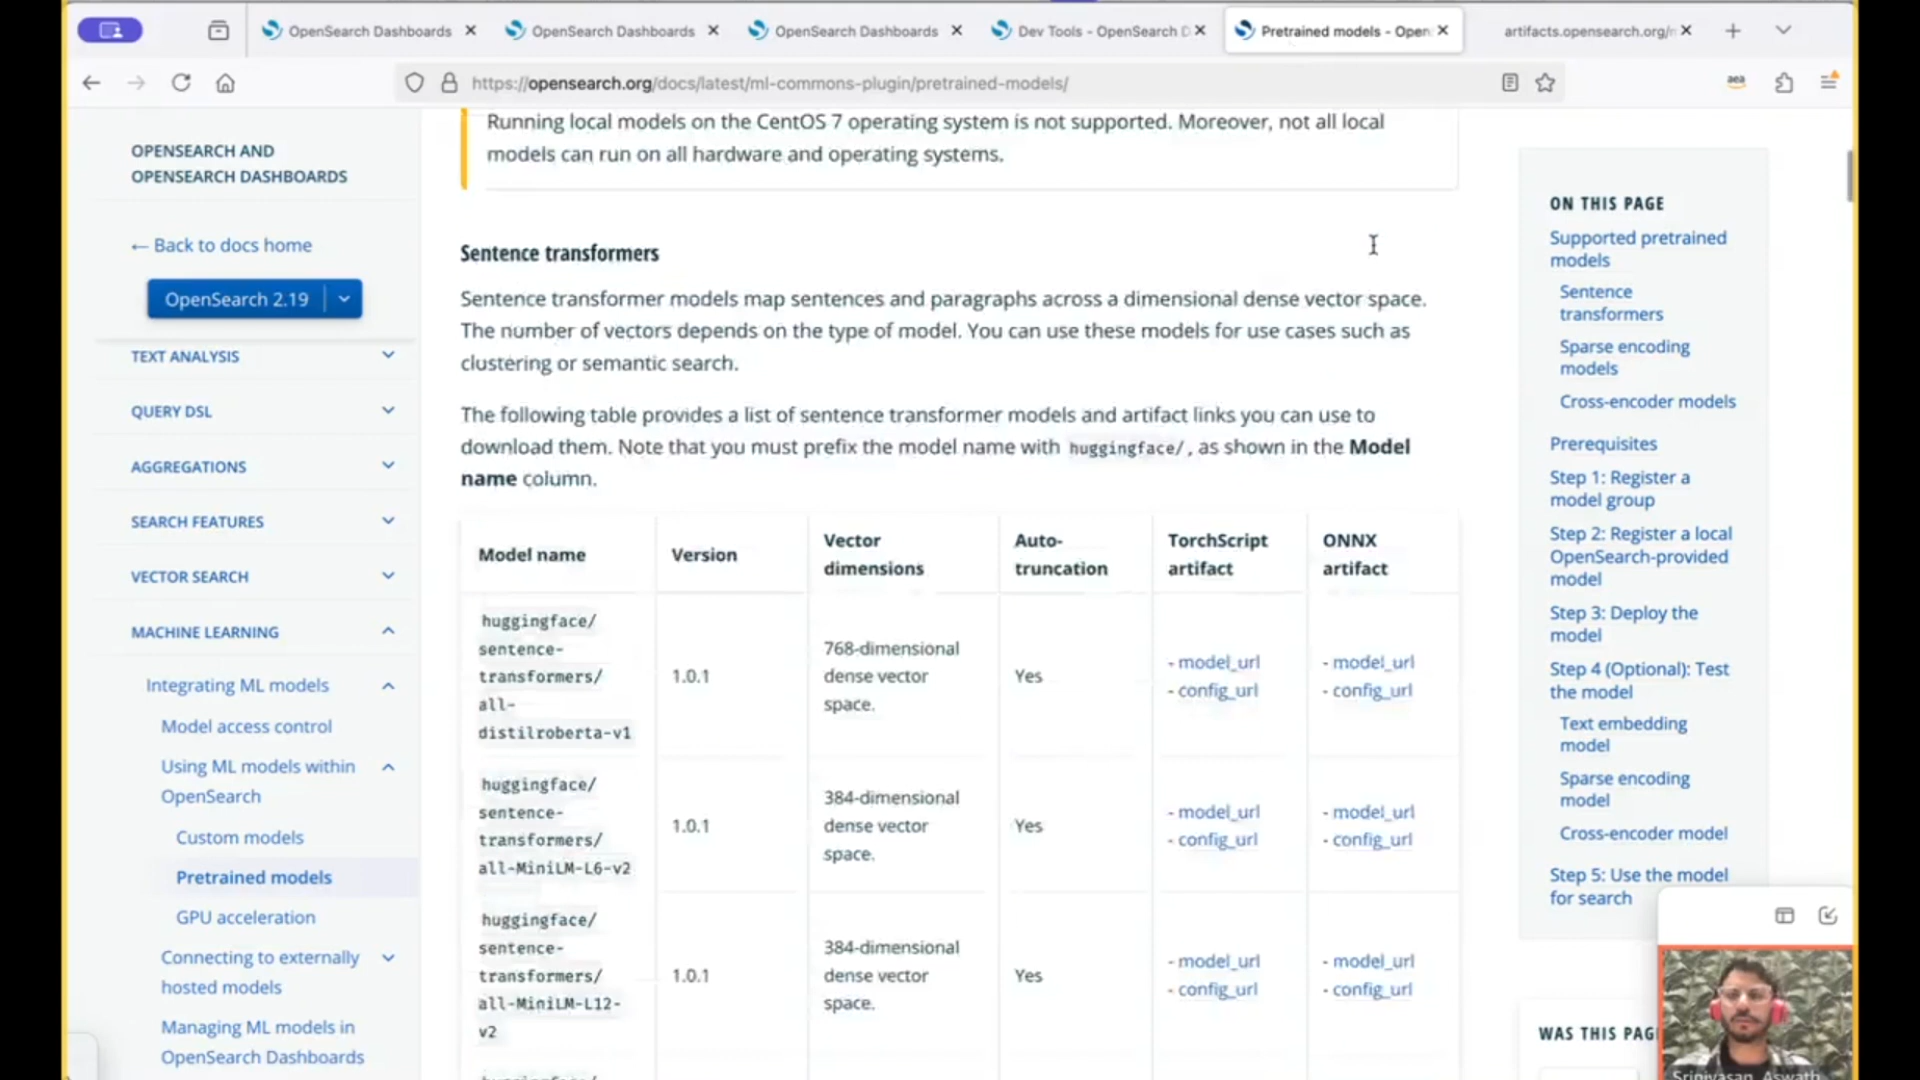 OpenSearch Dashboards
OpenSearch Dashboards
OpenSearch Dashboards
Dev Tools - OpenSearch D
Pretrained models - Open
artifacts.opensearch.org/
https://opensearch.org/docs/latest/ml-commons-plugin/pretrained-models/
aea
OPENSEARCH AND
OPENSEARCH DASHBOARDS
← Back to docs home
OpenSearch 2.19
TEXT ANALYSIS
QUERY DSL
AGGREGATIONS
SEARCH FEATURES
VECTOR SEARCH
MACHINE LEARNING
Integrating ML models
Model access control
Using ML models within
OpenSearch
Custom models
Pretrained models
GPU acceleration
Connecting to externally
hosted models
Managing ML models in
OpenSearch Dashboards
Running local models on the CentOS 7 operating system is not supported. Moreover, not all local
models can run on all hardware and operating systems.
Sentence transformers
Sentence transformer models map sentences and paragraphs across a dimensional dense vector space.
The number of vectors depends on the type of model. You can use these models for use cases such as
clustering or semantic search.
The following table provides a list of sentence transformer models and artifact links you can use to
download them. Note that you must prefix the model name with huggingface/, as shown in the Model
name column.
Model name
Version
Vector
dimensions
Auto-
truncation
TorchScript
artifact
ONNX
artifact
huggingface/
sentence-
transformers/
all-
distilroberta-v1
1.0.1
768-dimensional
dense vector
space.
Yes
- model_url
- config_url
- model_url
- config_url
huggingface/
sentence-
transformers/
all-MiniLM-L6-v2
1.0.1
384-dimensional
dense vector
space.
Yes
- model_url
- config_url
- model_url
- config_url
huggingface/
sentence-
transformers/
all-MiniLM-L12-
v2
1.0.1
384-dimensional
dense vector
space.
Yes
- model_url
- config_url
- model_url
- config_url
ON THIS PAGE
Supported pretrained
models
Sentence
transformers
Sparse encoding
models
Cross-encoder models
Prerequisites
Step 1: Register a
model group
Step 2: Register a local
OpenSearch-provided
model
Step 3: Deploy the
model
Step 4 (Optional): Test
the model
Text embedding
model
Sparse encoding
model
Cross-encoder model
Step 5: Use the model
for search
WAS THIS PAG
Srinivasan, Aswath